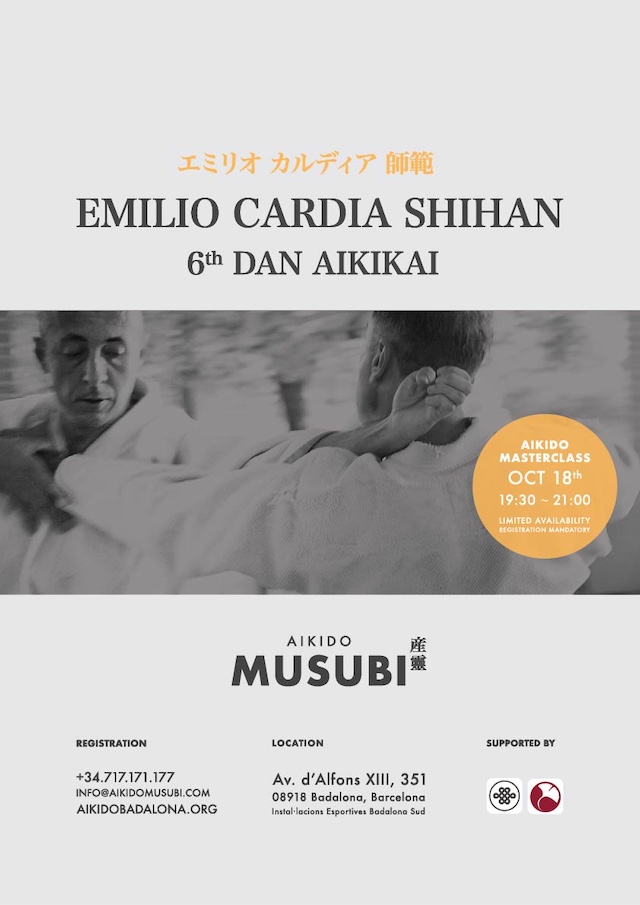 エミリオ カルディア 師範
EMILIO CARDIA SHIHAN
6th DAN AIKIKAI
AIKIDO
MASTERCLASS
OCT 18th
19:30 ~ 21:00
LIMITED AVAILABILITY
REGISTRATION MANDATORY
AIKIDO
MUSUBI
産靈
REGISTRATION
+34.717.171.177
INFO@AIKIDOMUSUBI.COM
AIKIDOBADALONA.ORG
LOCATION
Av. d'Alfons XIII, 351
08918 Badalona, Barcelona
Instal·lacions Esportives Badalona Sud
SUPPORTED BY